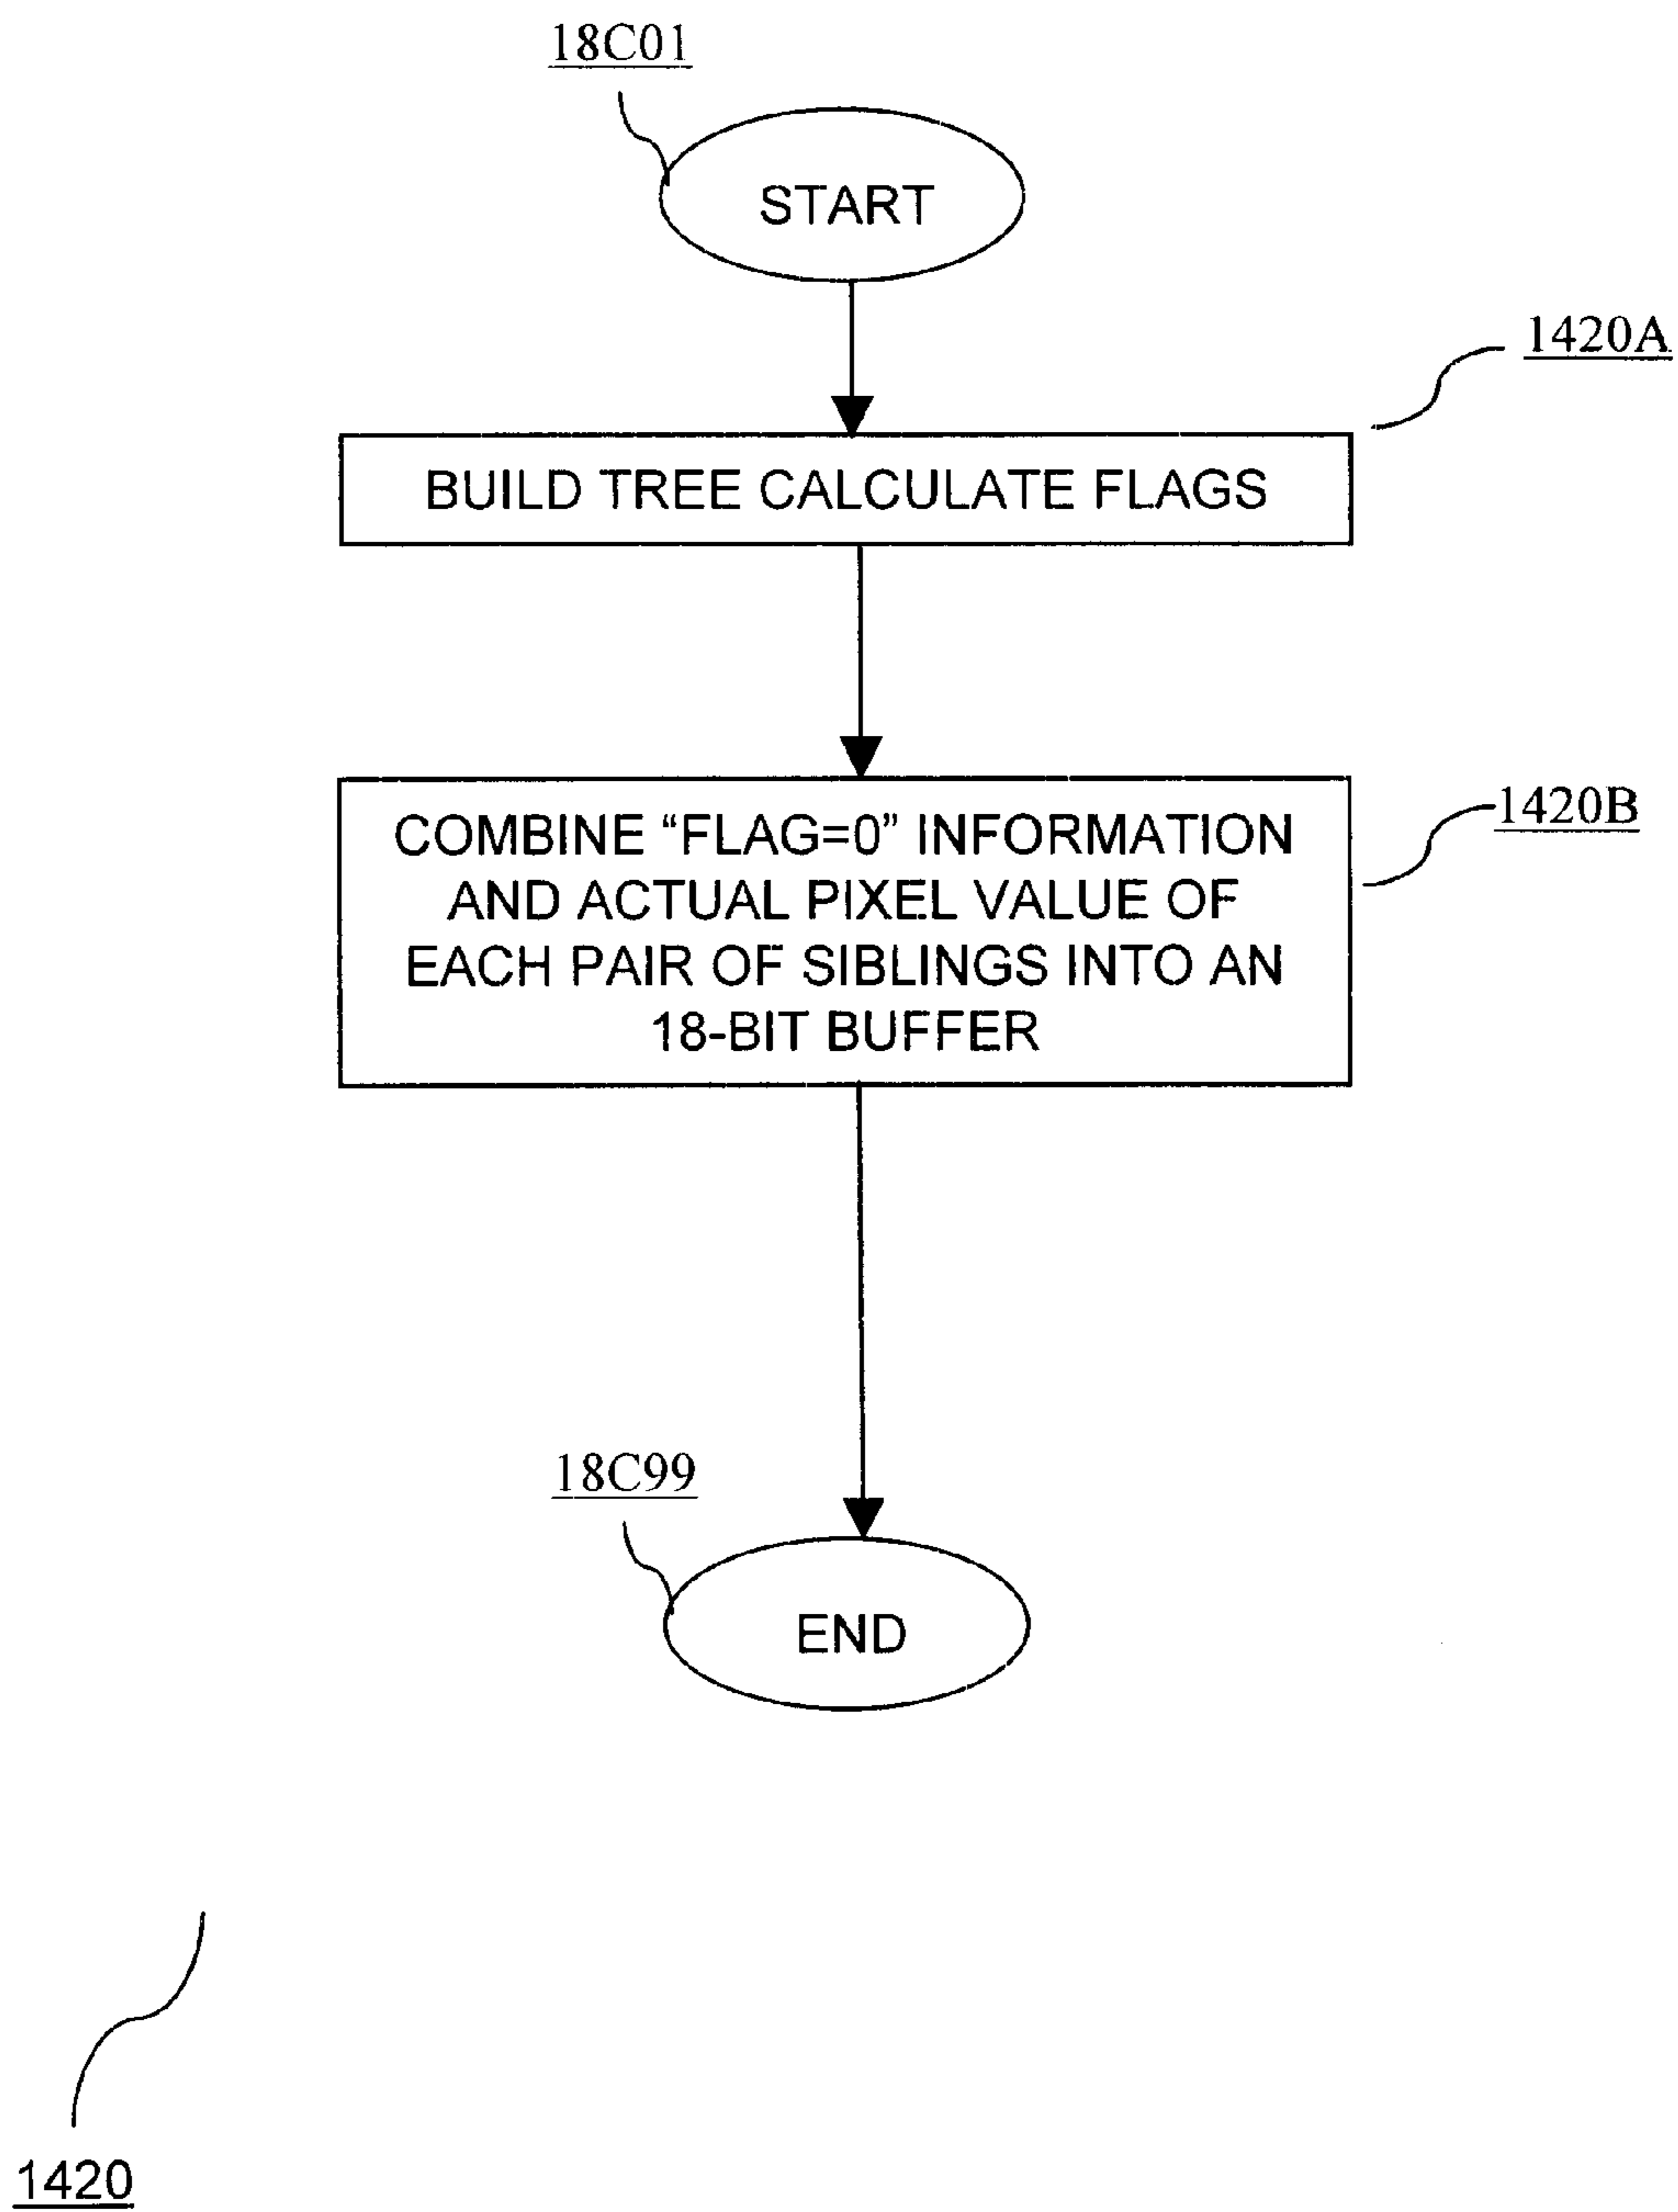 18C01
START
1420A
BUILD TREE CALCULATE FLAGS
COMBINE “FLAG=0” INFORMATION
AND ACTUAL PIXEL VALUE OF
EACH PAIR OF SIBLINGS INTO AN
18-BIT BUFFER
1420B
18C99
END
1420